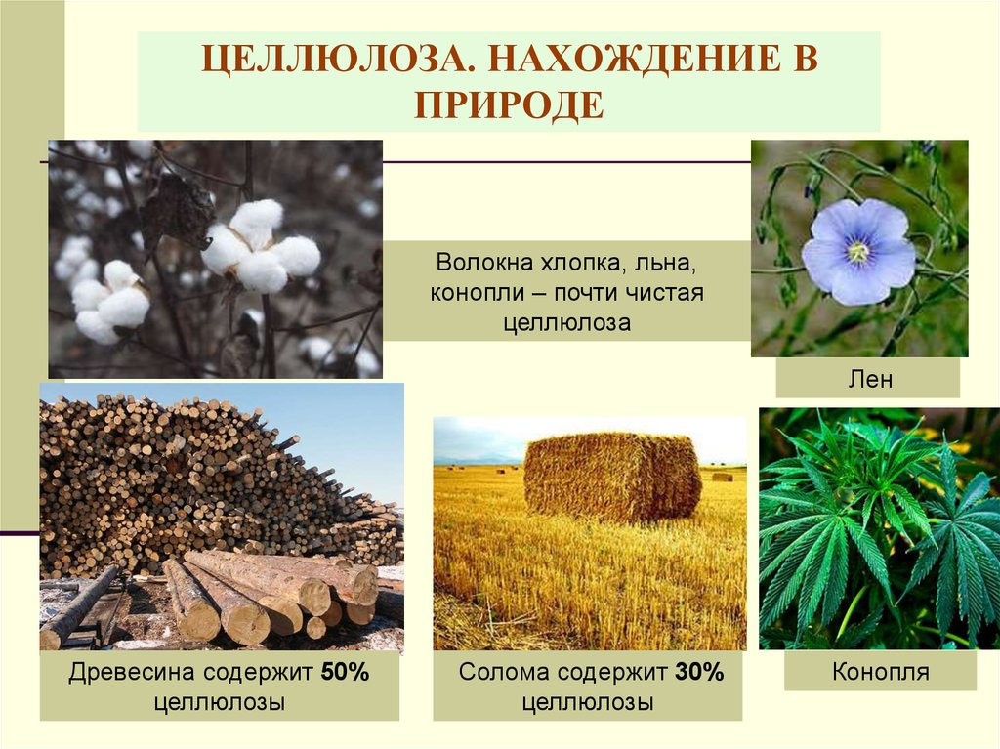 ЦЕЛЛЮЛОЗА. НАХОЖДЕНИЕ В
ПРИРОДЕ
Волокна хлопка, льна,
конопли – почти чистая
целлюлоза
Лен
Древесина содержит 50%
целлюлозы
Солома содержит 30%
целлюлозы
Конопля